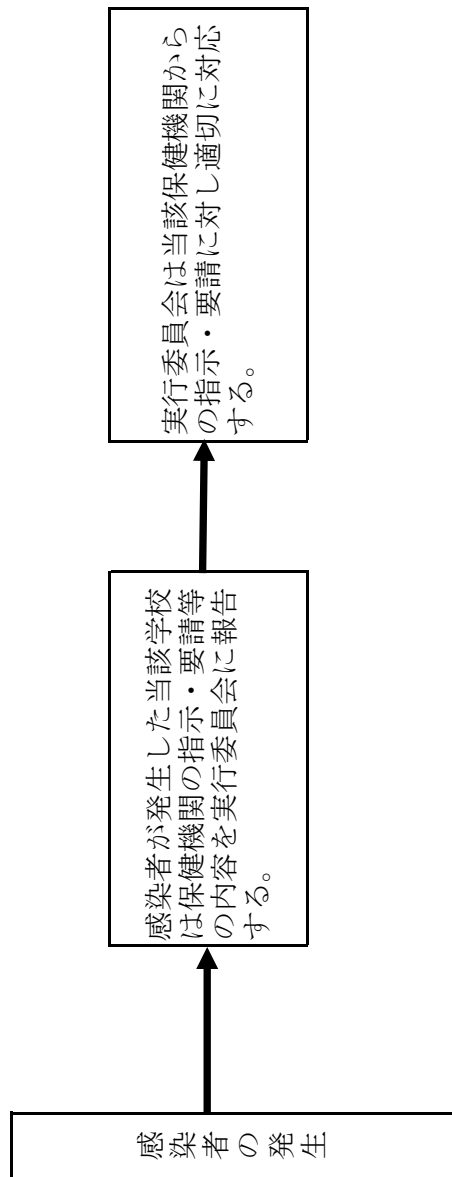 感染者の発生
感染者が発生した当該学校
は保健機関の指示・要請等
の内容を実行委員会に報告
する。
実行委員会は当該保健機関から
の指示・要請に対し適切に対応
する。